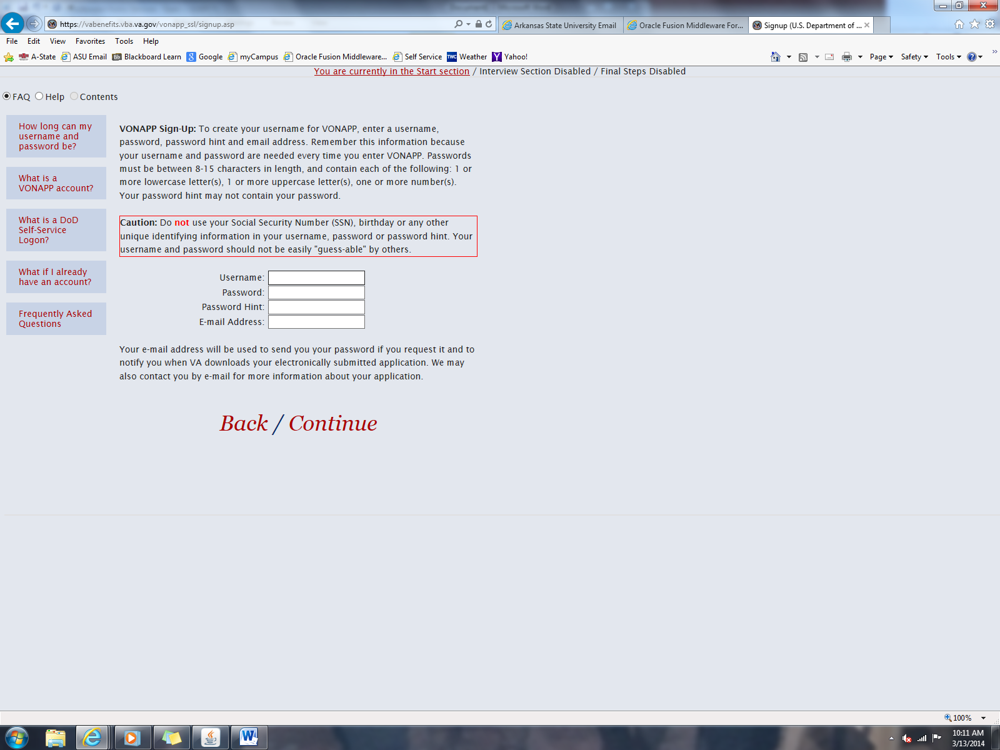 https://vabenefits.vba.va.gov/vonapp_ssl/signup.asp
Arkansas State University Email
Oracle Fusion Middleware For...
Signup (U.S. Department of ...
File Edit View Favorites Tools Help
A-State ASU Email Bb Blackboard Learn 8 Google myCampus Oracle Fusion Middleware... Self Service TWC Weather Y Yahoo!
Page Safety Tools
You are currently in the Start section / Interview Section Disabled / Final Steps Disabled
FAQ Help Contents
How long can my
username and
password be?
What is a
VONAPP account?
What is a DoD
Self-Service
Logon?
What if I already
have an account?
Frequently Asked
Questions
VONAPP Sign-Up: To create your username for VONAPP, enter a username,
password, password hint and email address. Remember this information because
your username and password are needed every time you enter VONAPP. Passwords
must be between 8-15 characters in length, and contain each of the following: 1 or
more lowercase letter(s), 1 or more uppercase letter(s), one or more number(s).
Your password hint may not contain your password.
Caution: Do not use your Social Security Number (SSN), birthday or any other
unique identifying information in your username, password or password hint. Your
username and password should not be easily "guess-able" by others.
Username:
Password:
Password Hint:
E-mail Address:
Your e-mail address will be used to send you your password if you request it and to
notify you when VA downloads your electronically submitted application. We may
also contact you by e-mail for more information about your application.
Back / Continue
100%
W
10:11 AM
3/13/2014